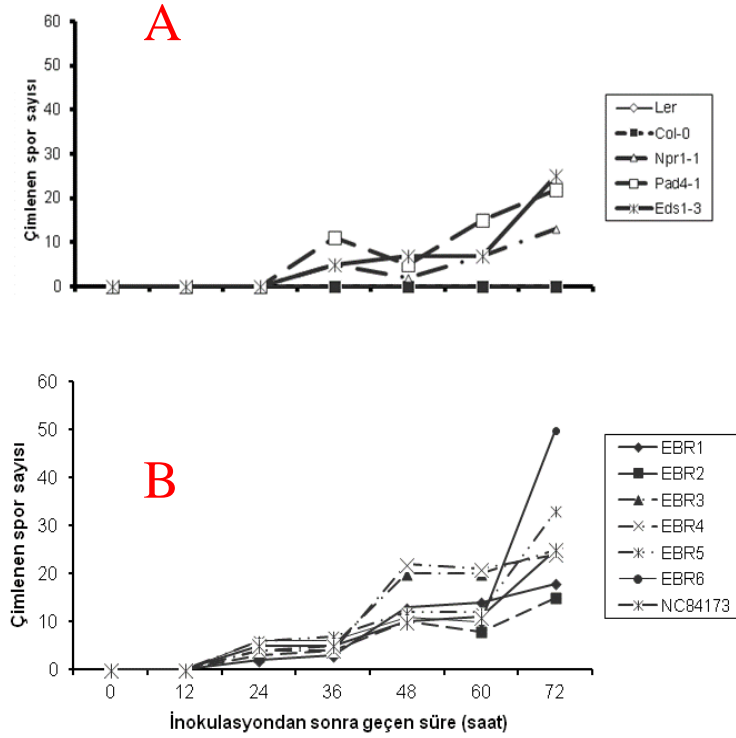 A
60
50
40
30
20
10
0
Çimlenen spor sayısı
Ler
Col-0
Npr1-1
Pad4-1
Eds1-3
B
60
50
40
30
20
10
0
Çimlenen spor sayısı
0 12 24 36 48 60 72
İnokulasyondan sonra geçen süre (saat)
EBR1
EBR2
EBR3
EBR4
EBR5
EBR6
NC84173